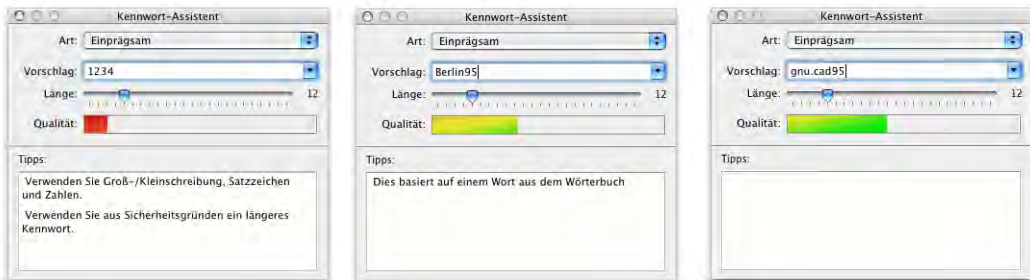 Kennwort-Assistent
Art: Einprägsam
Vorschlag: 1234
Länge: 12
Qualität:
Tipps:
Verwenden Sie Groß-/Kleinschreibung, Satzzeichen
und Zahlen.
Verwenden Sie aus Sicherheitsgründen ein längeres
Kennwort.
Kennwort-Assistent
Art: Einprägsam
Vorschlag: Berlin95
Länge: 12
Qualität:
Tipps:
Dies basiert auf einem Wort aus dem Wörterbuch
Kennwort-Assistent
Art: Einprägsam
Vorschlag: gnu.cad95
Länge: 12
Qualität:
Tipps: